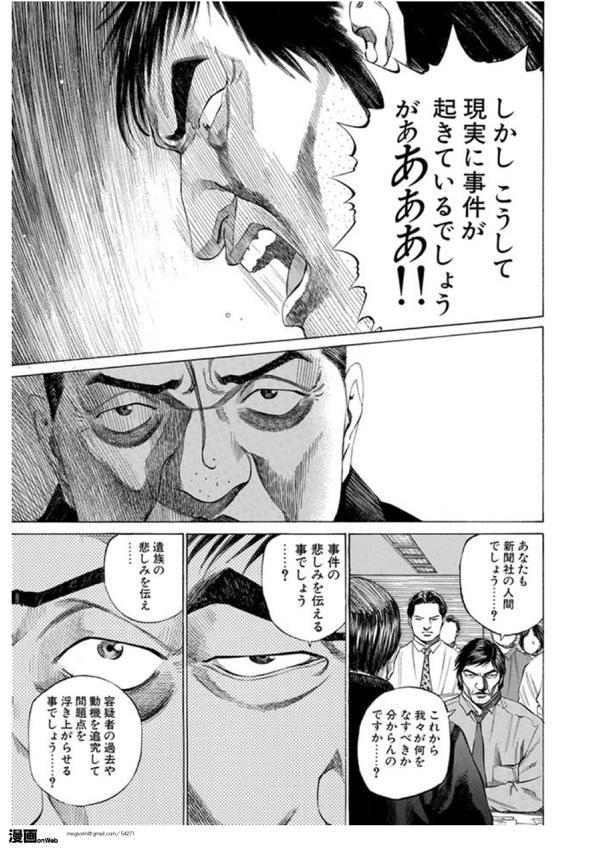 しかし こうして
現実に事件が
起きているでしょう
がぁあああ!!
あなたも
新聞社の人間
でしょう……?
これから
我々が何を
なすべきか
分からんの
ですか……?
事件の
悲しみを伝える
事でしょう
……?
遺族の
悲しみを伝え
……
容疑者の過去や
動機を追究して
問題点を
浮き上がらせる
事でしょう……?
漫画onWeb
megaorin@gmail.com/54271